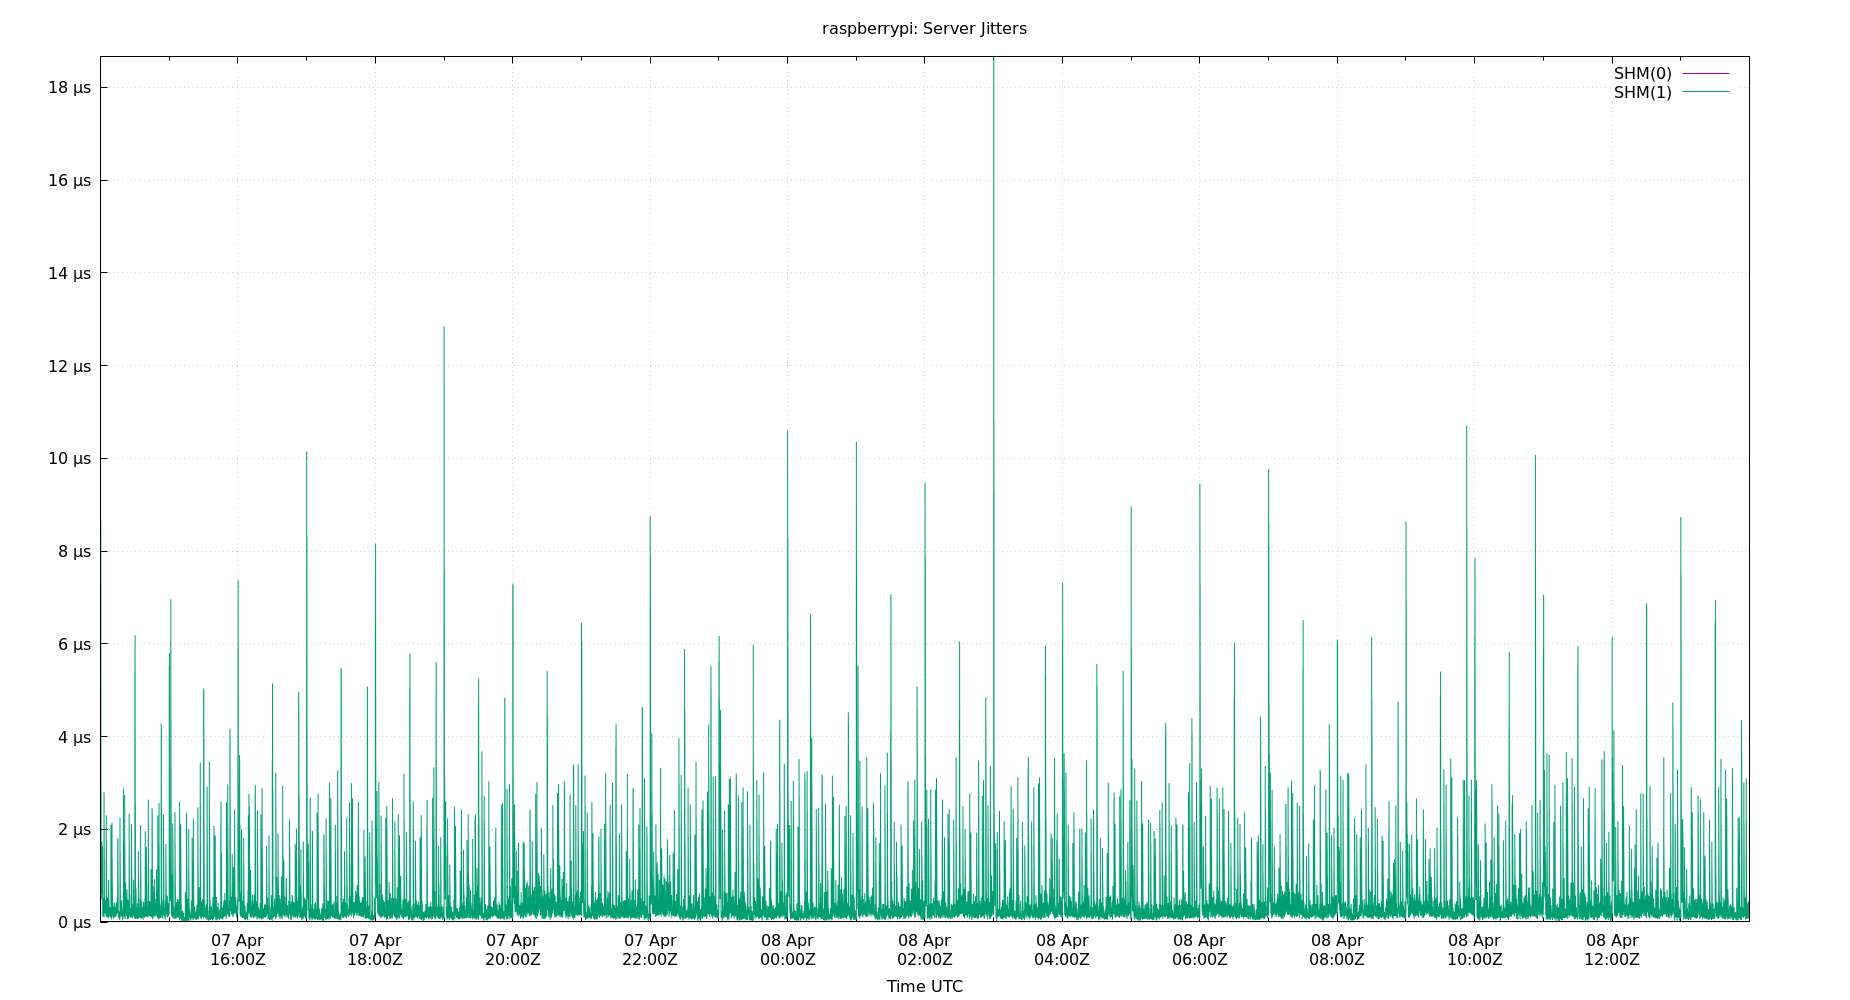 raspberrypi: Server Jitters
SHM(0)
SHM(1)
18 µs
16 µs
14 µs
12 µs
10 µs
8 µs
6 µs
4 µs
2 µs
0 µs
07 Apr 07 Apr 07 Apr 07 Apr 08 Apr 08 Apr 08 Apr 08 Apr 08 Apr 08 Apr 08 Apr
16:00Z 18:00Z 20:00Z 22:00Z 00:00Z 02:00Z 04:00Z 06:00Z 08:00Z 10:00Z 12:00Z
Time UTC